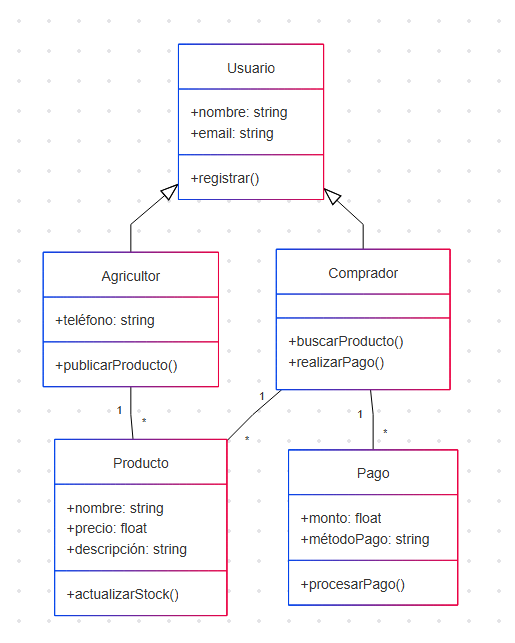 Usuario
+nombre: string
+email: string
+registrar()
Agricultor
+teléfono: string
+publicarProducto()
Comprador
+buscarProducto()
+realizarPago()
1
*
1
*
1
*
Producto
+nombre: string
+precio: float
+descripción: string
+actualizarStock()
Pago
+monto: float
+métodoPago: string
+procesarPago()